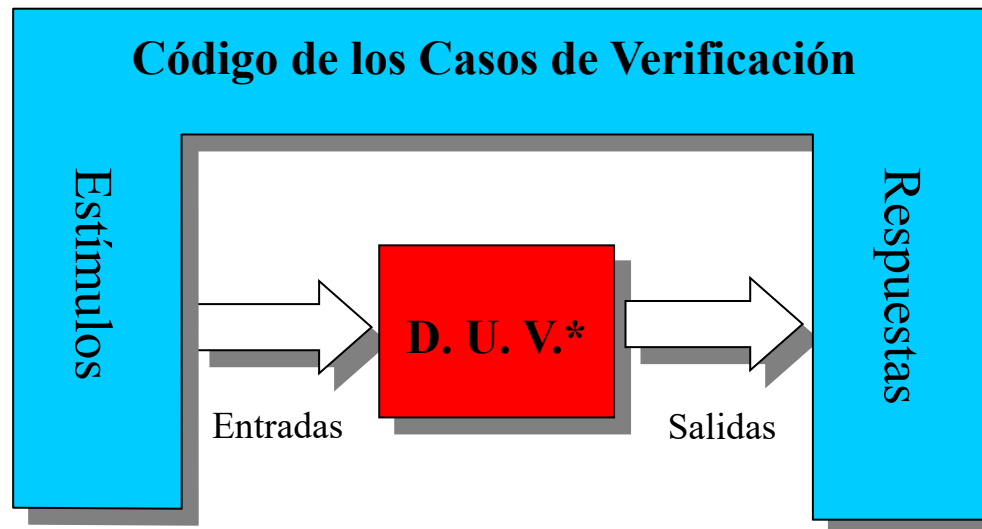 Código de los Casos de Verificación
Estímulos
Entradas
D. U. V.*
Salidas
Respuestas